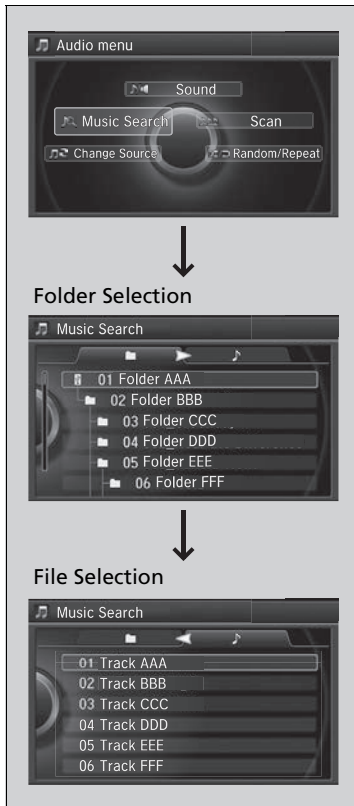 Audio menu
Sound
Music Search
Scan
Change Source
Random/Repeat
Folder Selection
Music Search
01 Folder AAA
02 Folder BBB
03 Folder CCC
04 Folder DDD
05 Folder EEE
06 Folder FFF
File Selection
Music Search
01 Track AAA
02 Track BBB
03 Track CCC
04 Track DDD
05 Track EEE
06 Track FFF